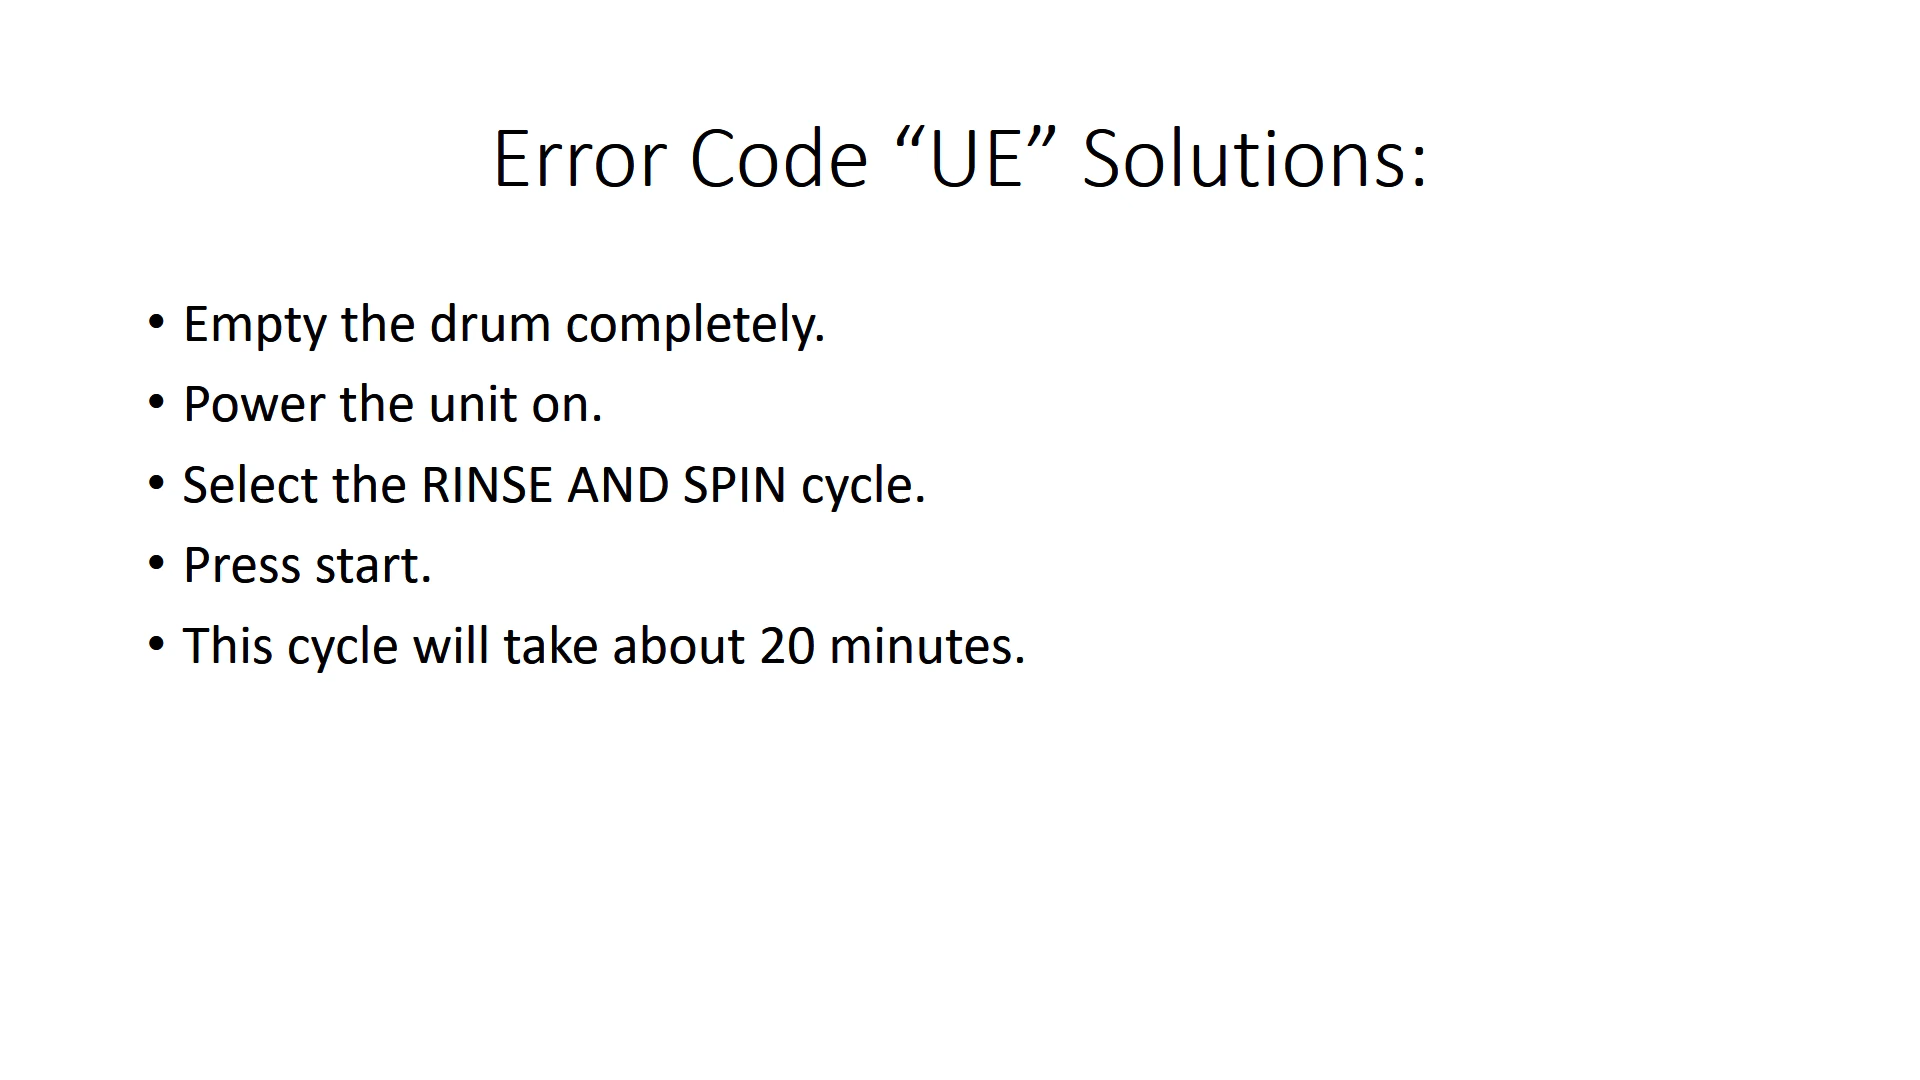 Error Code “UE” Solutions:
• Empty the drum completely.
• Power the unit on.
• Select the RINSE AND SPIN cycle.
• Press start.
• This cycle will take about 20 minutes.